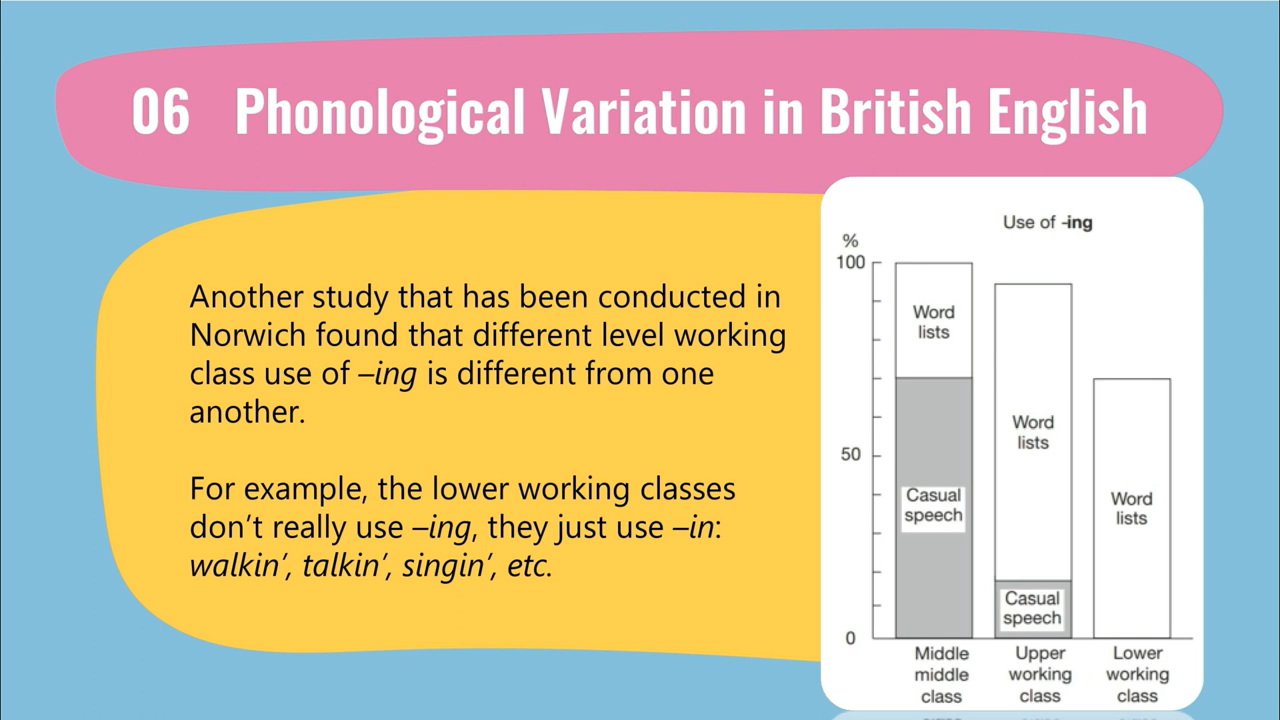 06 Phonological Variation in British English
Another study that has been conducted in
Norwich found that different level working
class use of –ing is different from one
another.
For example, the lower working classes
don’t really use –ing, they just use –in:
walkin’, talkin’, singin’, etc.
Use of -ing
%
100
50
0
Word
lists
Casual
speech
Word
lists
Casual
speech
Word
lists
Middle
middle
class
Upper
working
class
Lower
working
class